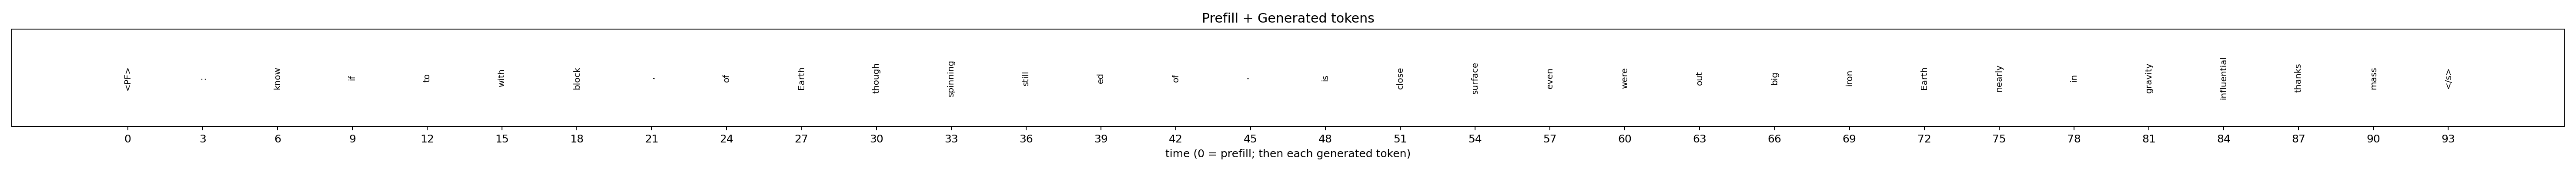 Prefill + Generated tokens
<PF> : know if to with block - of Earth though spinning still ed of - is close surface even were out big iron Earth nearly in gravity influential thanks mass </s>
0 3 6 9 12 15 18 21 24 27 30 33 36 39 42 45 48 51 54 57 60 63 66 69 72 75 78 81 84 87 90 93
time (0 = prefill; then each generated token)